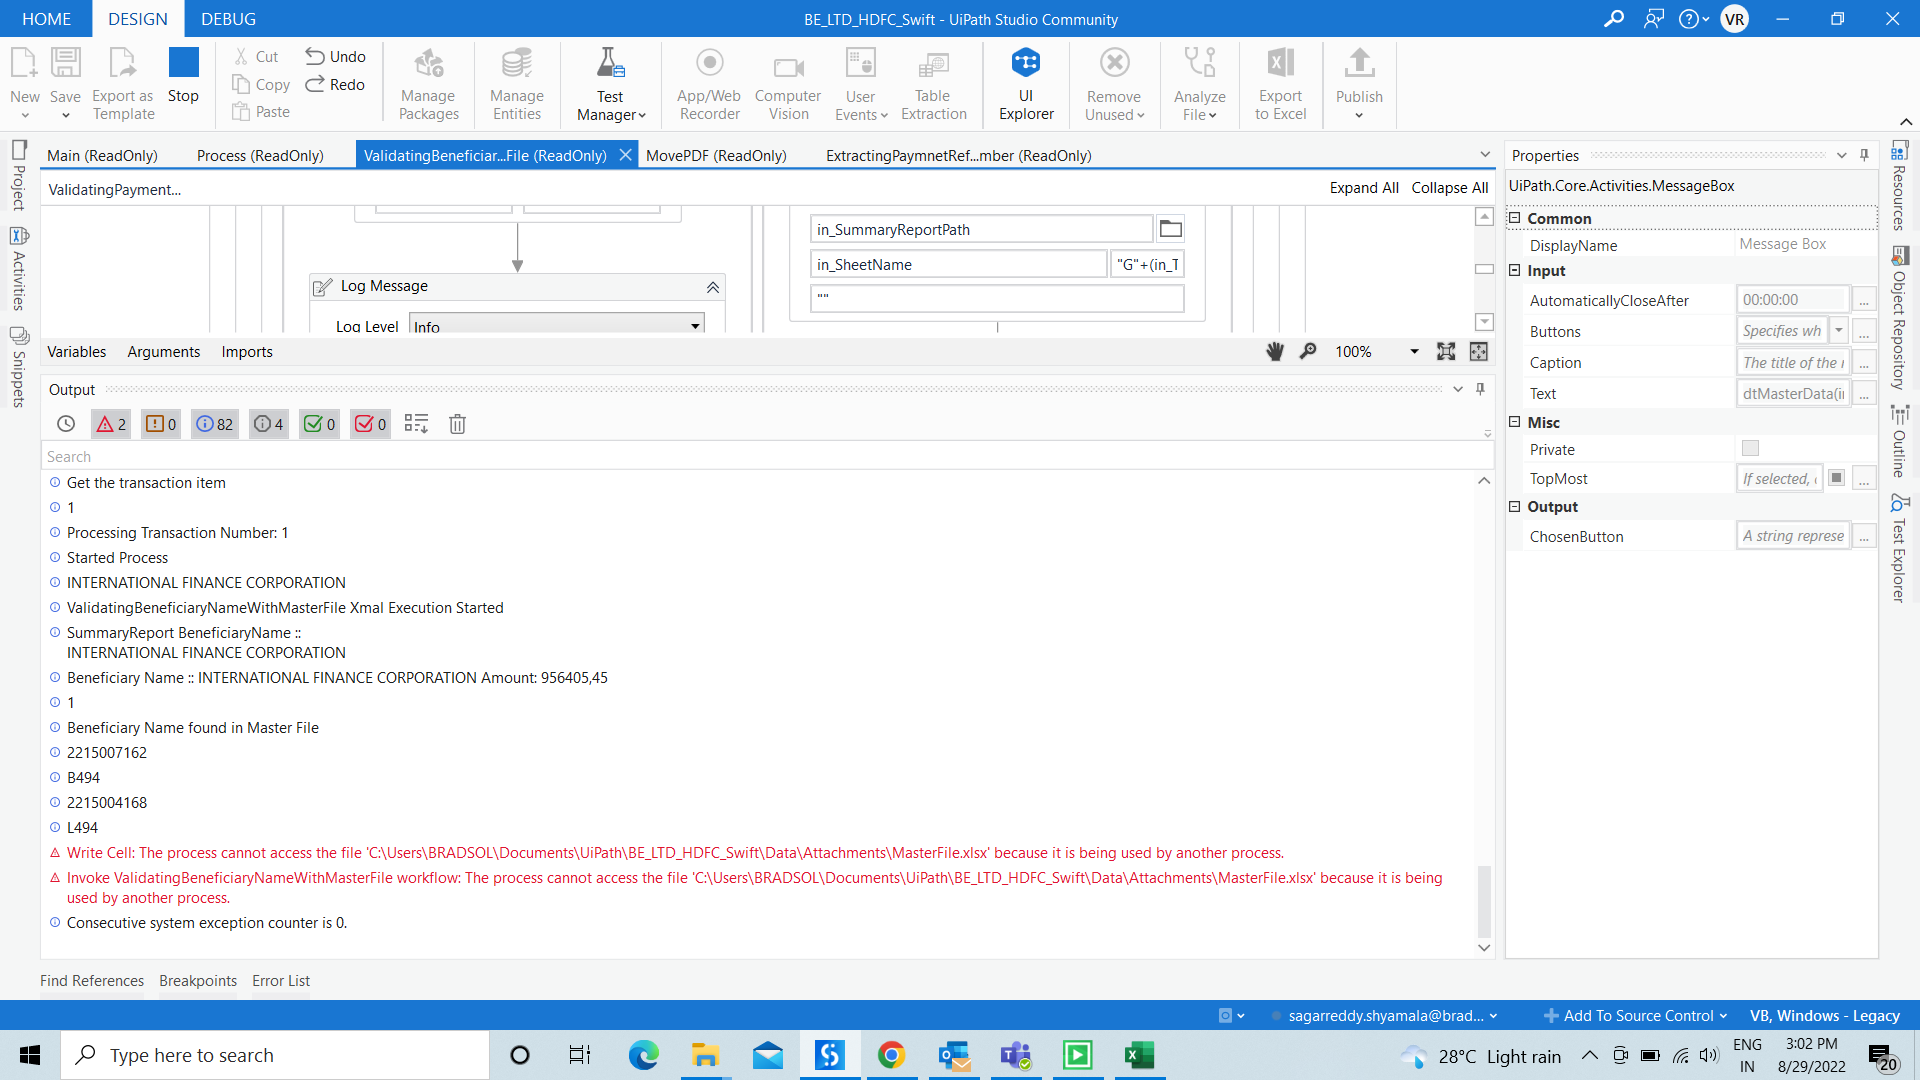 HOME DESIGN DEBUG
BE_LTD_HDFC_Swift - UiPath Studio Community
VR
New
Save
Export as Template
Stop
Cut
Copy
Paste
Undo
Redo
Manage Packages
Manage Entities
Test Manager
App/Web Recorder
Computer Vision
User Events
Table Extraction
UI Explorer
Remove Unused
Analyze File
Export to Excel
Publish
Main (ReadOnly)
Process (ReadOnly)
ValidatingBeneficiar...File (ReadOnly)
MovePDF (ReadOnly)
ExtractingPaymnetRef...mber (ReadOnly)
Project
Activities
Snippets
ValidatingPayment...
Expand All Collapse All
in_SummaryReportPath
in_SheetName
"G"+(in_T
""
Log Message
Log Level Info
Variables Arguments Imports
100%
Output
2
0
82
4
0
0
Search
Get the transaction item
1
Processing Transaction Number: 1
Started Process
INTERNATIONAL FINANCE CORPORATION
ValidatingBeneficiaryNameWithMasterFile Xmal Execution Started
SummaryReport BeneficiaryName ::
INTERNATIONAL FINANCE CORPORATION
Beneficiary Name :: INTERNATIONAL FINANCE CORPORATION Amount: 956405,45
1
Beneficiary Name found in Master File
2215007162
B494
2215004168
L494
Write Cell: The process cannot access the file 'C:\Users\BRADSOL\Documents\UiPath\BE_LTD_HDFC_Swift\Data\Attachments\MasterFile.xlsx' because it is being used by another process.
Invoke ValidatingBeneficiaryNameWithMasterFile workflow: The process cannot access the file 'C:\Users\BRADSOL\Documents\UiPath\BE_LTD_HDFC_Swift\Data\Attachments\MasterFile.xlsx' because it is being
used by another process.
Consecutive system exception counter is 0.
Find References Breakpoints Error List
Properties
UiPath.Core.Activities.MessageBox
Common
DisplayName Message Box
Input
AutomaticallyCloseAfter 00:00:00 ...
Buttons Specifies wh ...
Caption The title of the r ...
Text dtMasterData(ir ...
Misc
Private
TopMost If selected, ...
Output
ChosenButton A string represe ...
Resources
Object Repository
Outline
Test Explorer
sagarreddy.shyamala@brad...
Add To Source Control
VB, Windows - Legacy
Type here to search
28°C Light rain
ENG
IN
3:02 PM
8/29/2022
20